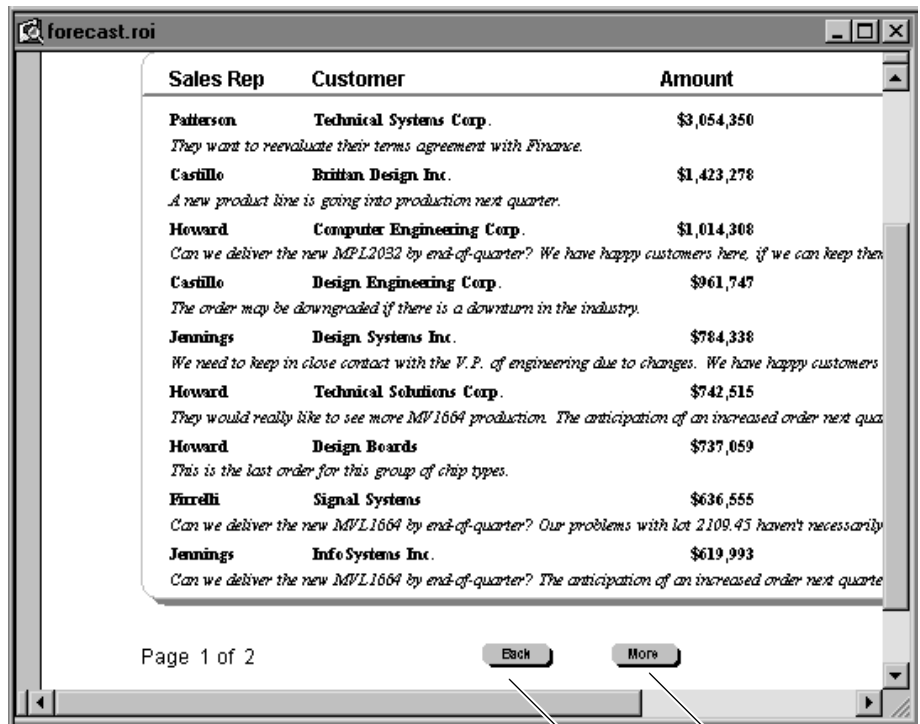 forecast.roi
Sales Rep Customer Amount
Patterson Technical Systems Corp. $3,054,350
They want to reevaluate their terms agreement with Finance.
Castillo Brittan Design Inc. $1,423,278
A new product line is going into production next quarter.
Howard Computer Engineering Corp. $1,014,308
Can we deliver the new MPL2032 by end-of-quarter? We have happy customers here, if we can keep then
Castillo Design Engineering Corp. $961,747
The order may be downgraded if there is a downturn in the industry.
Jennings Design Systems Inc. $784,338
We need to keep in close contact with the V.P. of engineering due to changes. We have happy customers
Howard Technical Solutions Corp. $742,515
They would really like to see more MV1664 production. The anticipation of an increased order next qua
Howard Design Boards $737,059
This is the last order for this group of chip types.
Firrelli Signal Systems $636,555
Can we deliver the new MVL1664 by end-of-quarter? Our problems with lot 2109.45 haven't necessarily
Jennings InfoSystems Inc. $619,993
Can we deliver the new MVL1664 by end-of-quarter? The anticipation of an increased order next quarte
Page 1 of 2 Back More